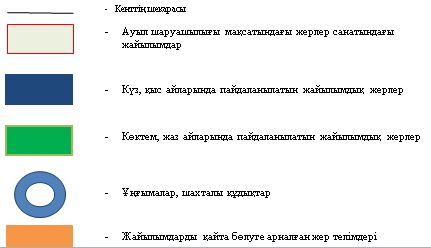 - Кенттің шекарасы
- Ауыл шаруашылығы мақсатындағы жерлер санатындағы
жайылымдар
- Күз, қыс айларында пайдаланылатын жайылымдық жерлер
- Көктем, жаз айларында пайдаланылатын жайылымдық жерлер
- Ұңғымалар, шахталы құдықтар
- Жайылымдарды қайта бөлуге арналған жер телімдері